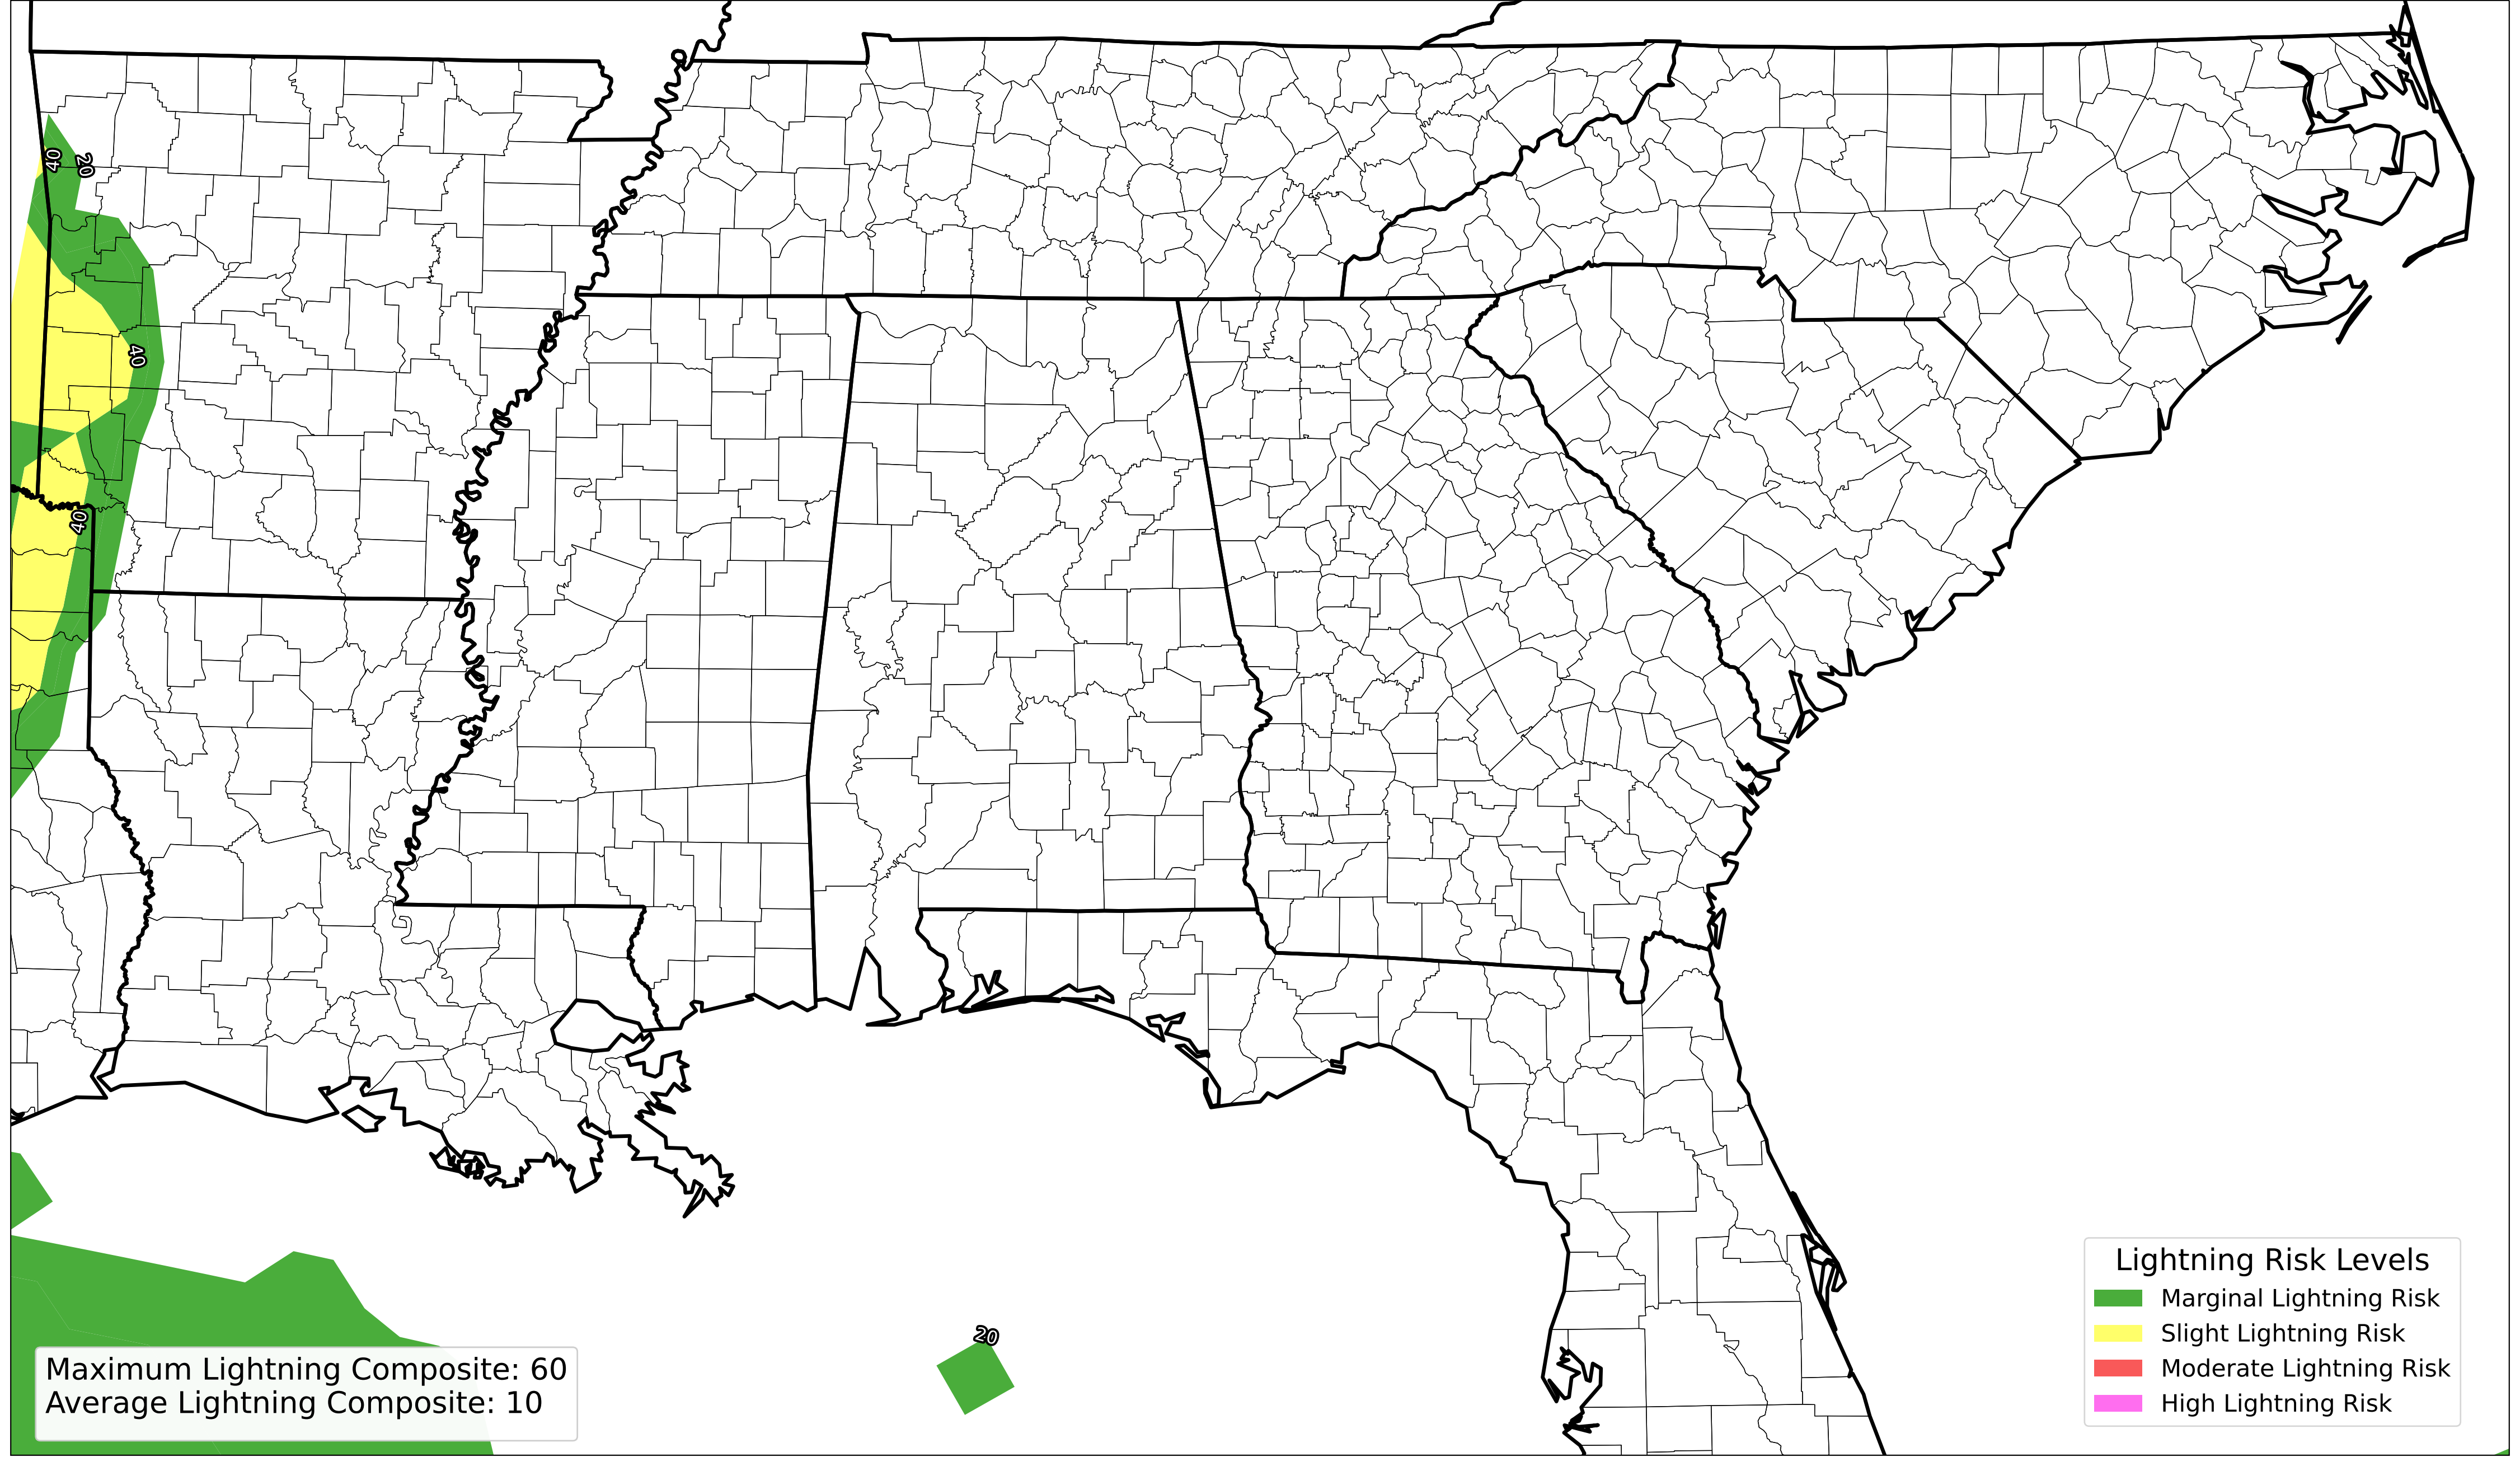 40
20
40
40
20
Maximum Lightning Composite: 60
Average Lightning Composite: 10
Lightning Risk Levels
Marginal Lightning Risk
Slight Lightning Risk
Moderate Lightning Risk
High Lightning Risk